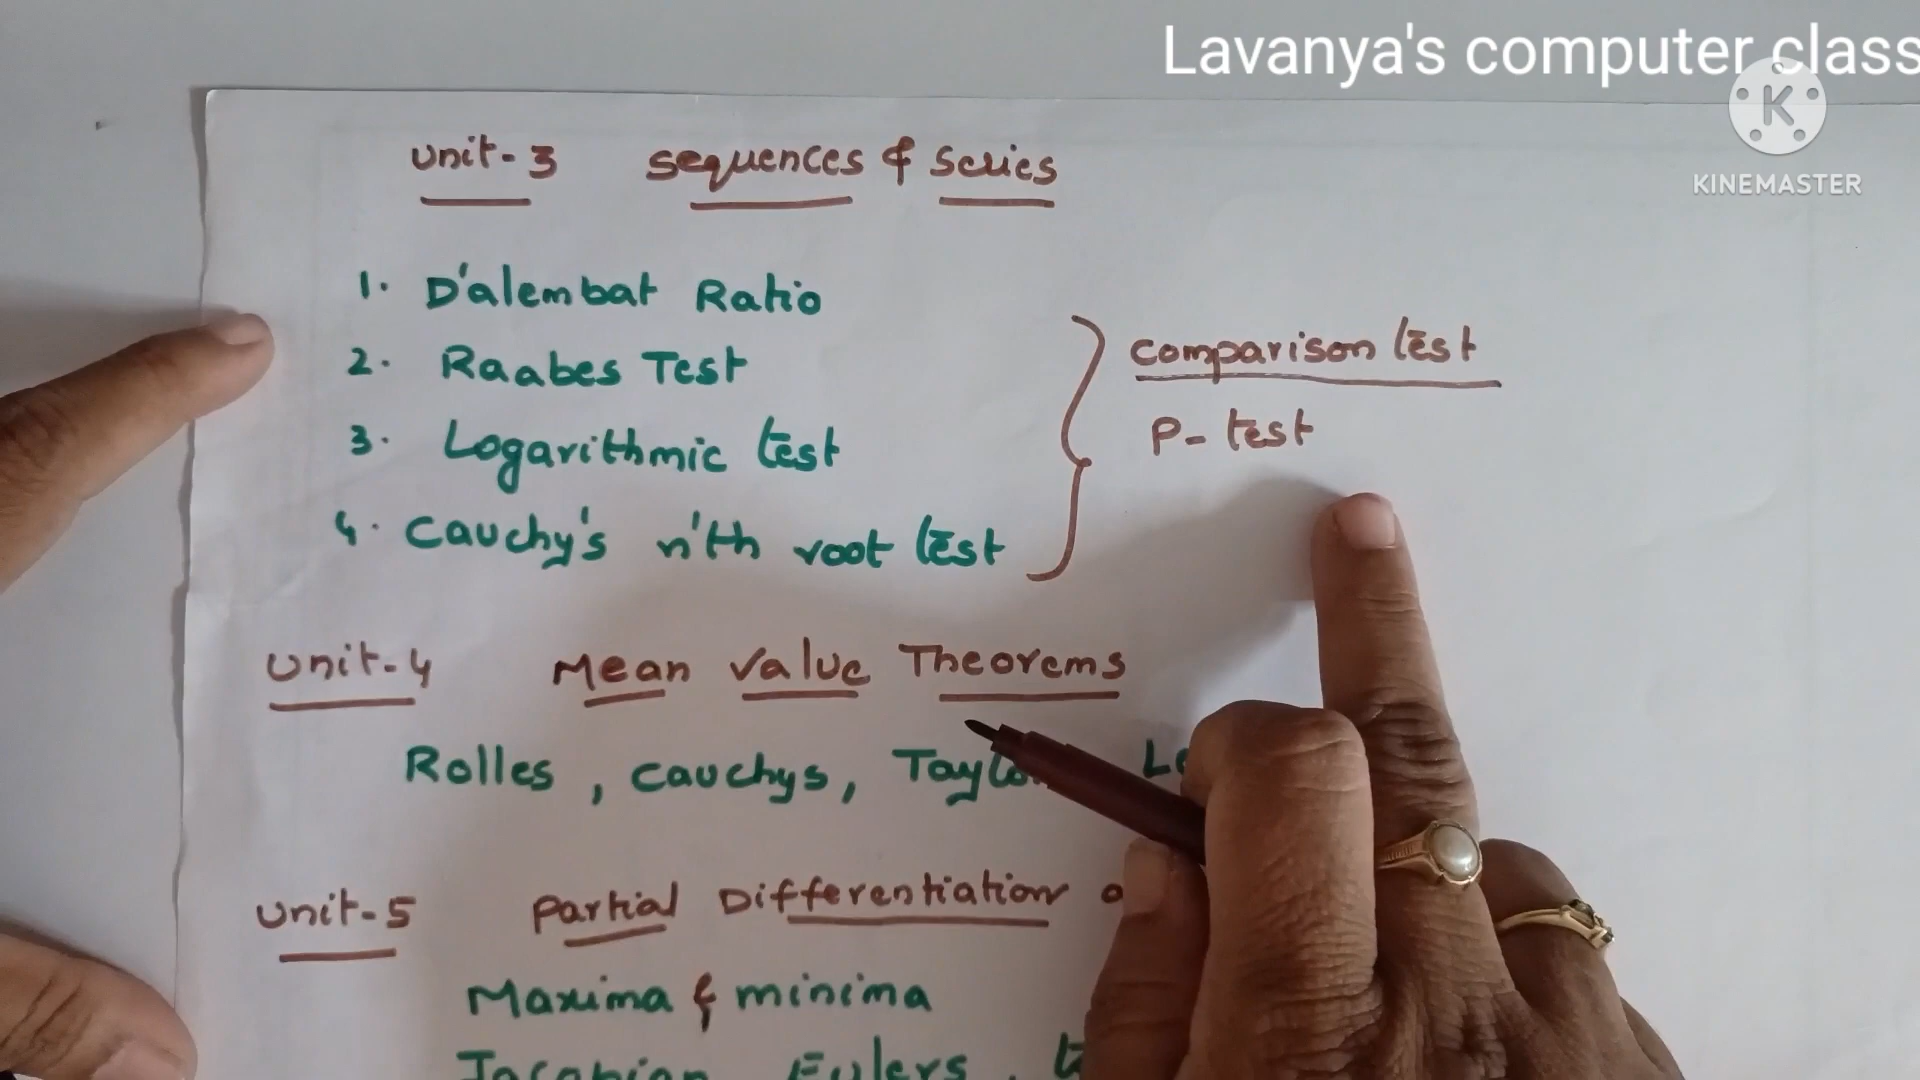 Lavanya's computer class
KINEMASTER
Unit-3 Sequences & Series
1. D'alembat Ratio
2. Raabes Test
3. Logarithmic test
4. Cauchy's n'th root test
Comparison test
P-test
Unit-4 Mean Value Theorems
Rolles, Cauchys,
Unit-5 Partial Differentiation
Maxima & minima
Jacobian Eulers,